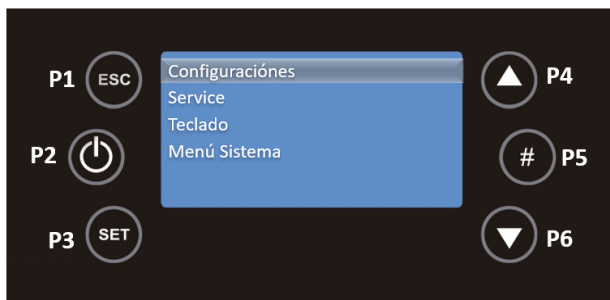 P1 ESC
Configuraciónes
P4
Service
Teclado
P2
Menú Sistema
# P5
P3 SET
P6